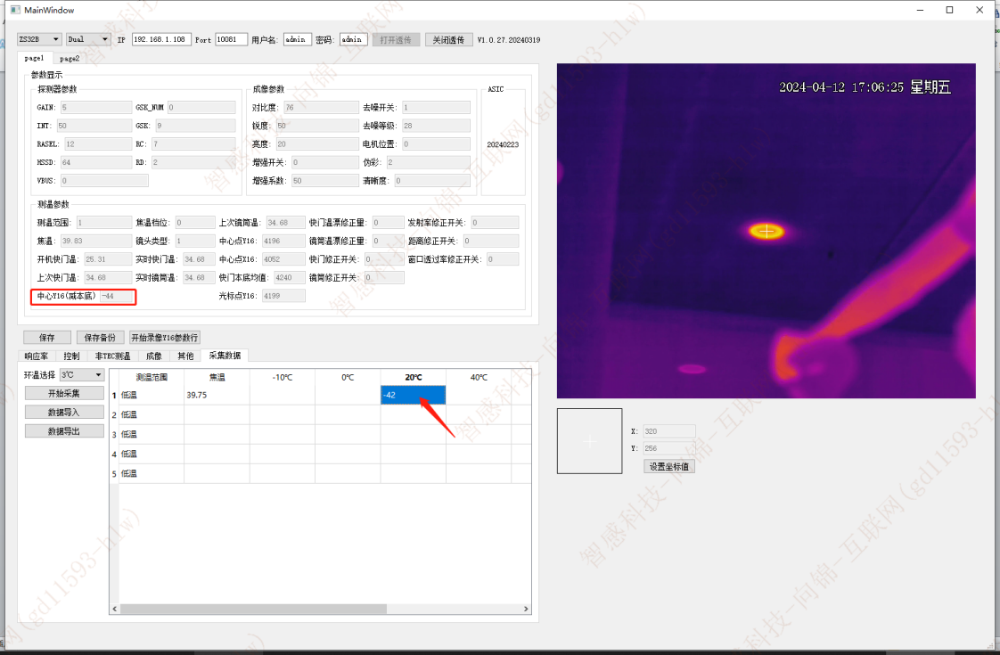 MainWindow
ZS32B Dual IP 192.168.1.108 Port 10081 用户名: admin 密码: admin 打开透传 关闭透传 V1.0.27.20240319
page1 page2
参数显示
探测器参数 成像参数 ASIC
GAIN: 5 GSK_NUM 0 对比度: 76 去噪开关: 1
INT: 50 GSK: 9 锐度: 50 去噪等级: 28
RASEL: 12 RC: 7 亮度: 20 电机位置: 0 20240223
HSSD: 64 RD: 2 增强开关: 0 伪彩: 2
VBUS: 0 增强系数: 50 清晰度: 0
测温参数
测温范围: 1 焦温档位: 0 上次镜筒温: 34.68 快门温漂修正量: 0 发射率修正开关: 0
焦温: 39.83 镜头类型: 1 中心点Y16: 4196 镜筒温漂修正量: 0 距离修正开关: 0
开机快门温: 25.31 实时快门温: 34.68 中心点X16: 4052 快门修正开关: 0 窗口透过率修正开关: 0
上次快门温: 34.68 实时镜筒温: 34.68 快门本底均值: 4240 镜筒修正开关: 0
中心Y16(减本底) -44 光标点Y16: 4199
保存 保存备份 开始录像Y16参数行
响应率 控制 非TEC测温 成像 其他 采集数据
环温选择 3℃
开始采集
数据导入
数据导出
测温范围 焦温 -10℃ 0℃ 20℃ 40℃
1 低温 39.75 -42
2 低温
3 低温
4 低温
5 低温
2024-04-12 17:06:25 星期五
X: 320
Y: 256
设置坐标值
智感科技-向锦-互联网(gd11593-hlw)